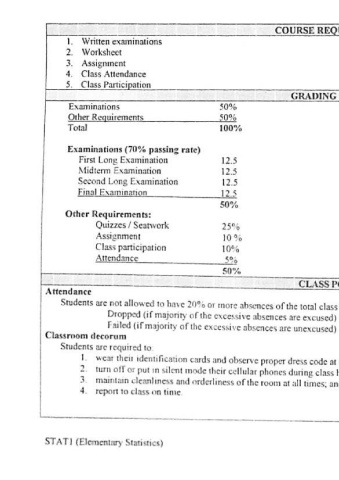 COURSE REQ
1. Written examinations
2. Worksheet
3. Assignment
4. Class Attendance
5. Class Participation
GRADING
Examinations 50%
Other Requirements 50%
Total 100%
Examinations (70% passing rate)
First Long Examination 12.5
Midterm Examination 12.5
Second Long Examination 12.5
Final Examination 12.5
50%
Other Requirements:
Quizzes / Seatwork 25%
Assignment 10 %
Class participation 10%
Attendance 5%
50%
CLASS P
Attendance
Students are not allowed to have 20% or more absences of the total class
Dropped (if majority of the excessive absences are excused)
Failed (if majority of the excessive absences are unexcused)
Classroom decorum
Students are required to:
1. wear their identification cards and observe proper dress code at
2. turn off or put in silent mode their cellular phones during class
3. maintain cleanliness and orderliness of the room at all times; an
4. report to class on time.
STAT1 (Elementary Statistics)